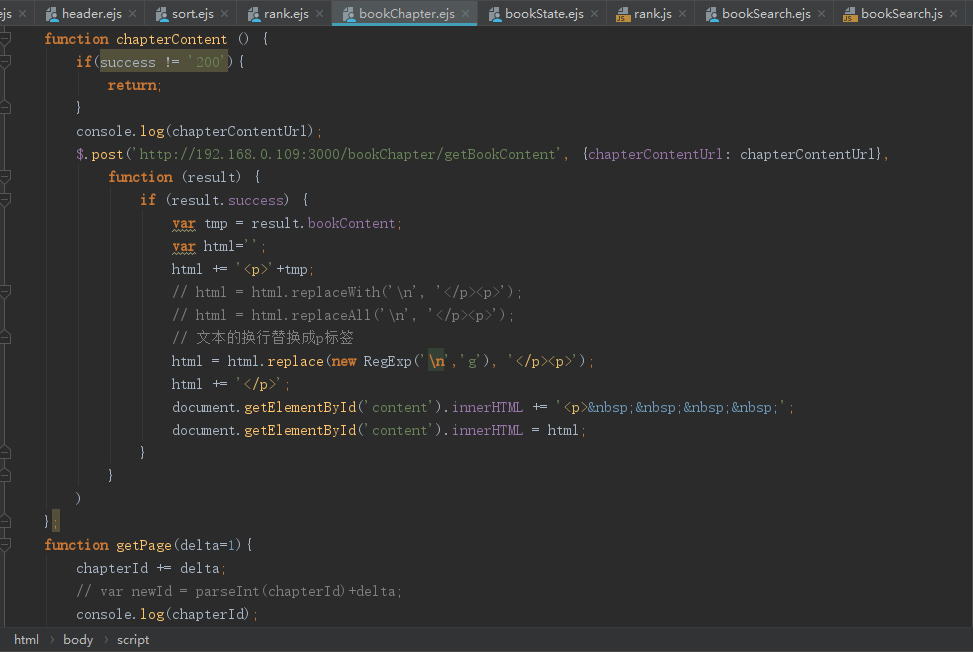 ejs × header.ejs × sort.ejs × rank.ejs × bookChapter.ejs × bookState.ejs × rank.js × bookSearch.ejs × bookSearch.js ×
function chapterContent () {
if(success != '200'){
return;
}
console.log(chapterContentUrl);
$.post('http://192.168.0.109:3000/bookChapter/getBookContent', {chapterContentUrl: chapterContentUrl},
function (result) {
if (result.success) {
var tmp = result.bookContent;
var html='';
html += '<p>'+tmp;
// html = html.replaceWith('\n', '</p><p>');
// html = html.replaceAll('\n', '</p><p>');
// 文本的换行替换成p标签
html = html.replace(new RegExp('\n','g'), '</p><p>');
html += '</p>';
document.getElementById('content').innerHTML += '<p>&nbsp;&nbsp;&nbsp;&nbsp;';
document.getElementById('content').innerHTML = html;
}
}
)
};
function getPage(delta=1){
chapterId += delta;
// var newId = parseInt(chapterId)+delta;
console.log(chapterId);
html › body › script